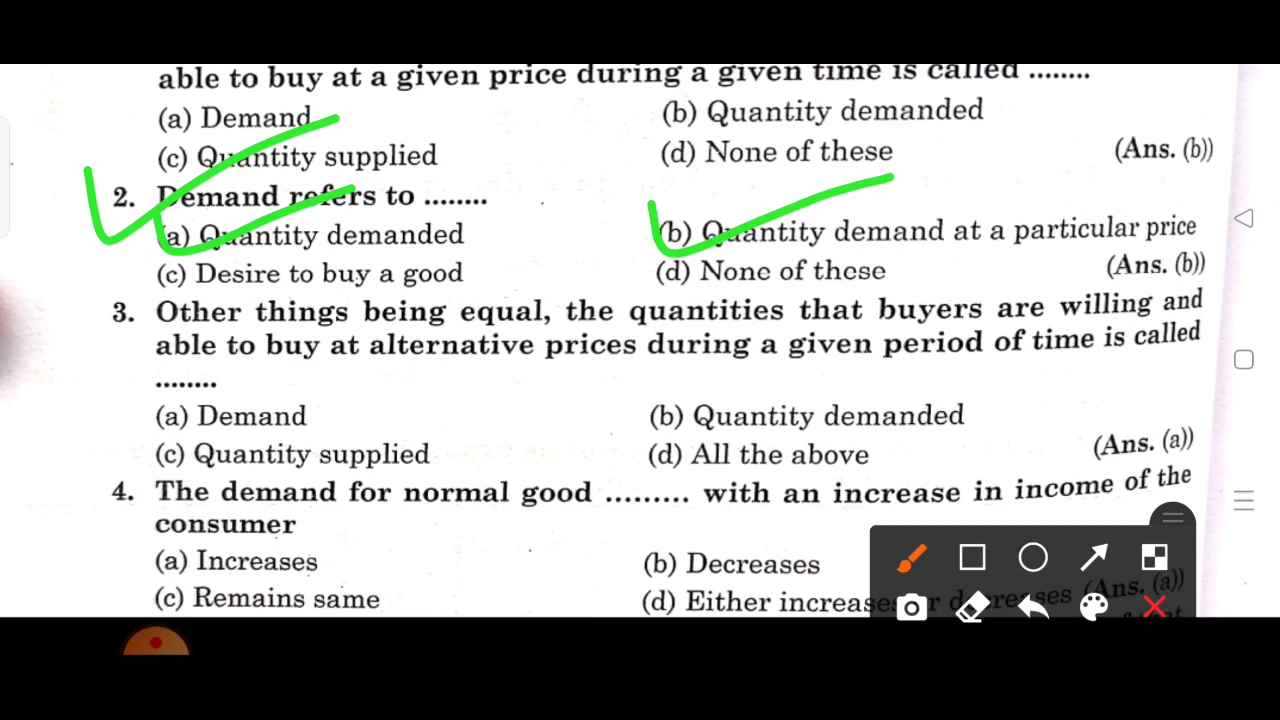 able to buy at a given price during a given time is called ........
(a) Demand (b) Quantity demanded
(c) Quantity supplied (d) None of these (Ans. (b))
2. Demand refers to ........
(a) Quantity demanded (b) Quantity demand at a particular price
(c) Desire to buy a good (d) None of these (Ans. (b))
3. Other things being equal, the quantities that buyers are willing and
able to buy at alternative prices during a given period of time is called
........
(a) Demand (b) Quantity demanded
(c) Quantity supplied (d) All the above (Ans. (a))
4. The demand for normal good ......... with an increase in income of the
consumer
(a) Increases (b) Decreases
(c) Remains same (d) Either increases or decreases (Ans. (a))